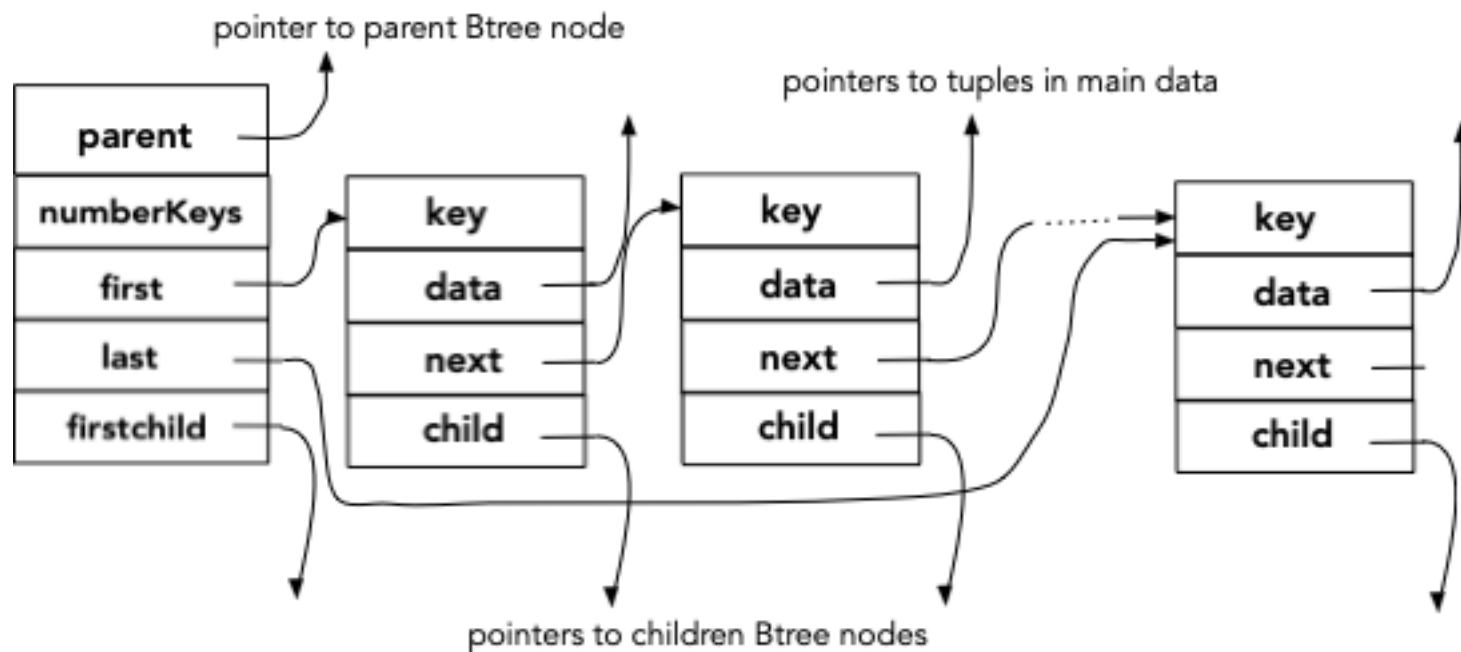 pointer to parent Btree node
pointers to tuples in main data
parent
numberKeys
first
last
firstchild
key
data
next
child
key
data
next
child
key
data
next
child
pointers to children Btree nodes